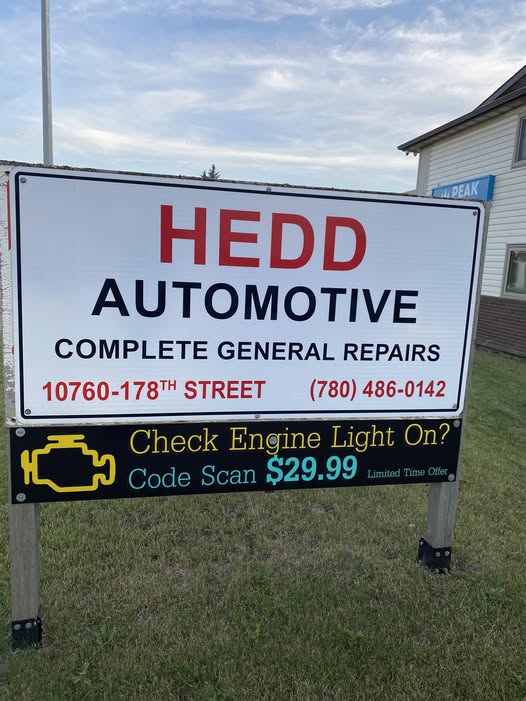 PEAK
HEDD
AUTOMOTIVE
COMPLETE GENERAL REPAIRS
10760-178TH STREET (780) 486-0142
Check Engine Light On?
Code Scan $29.99 Limited Time Offer